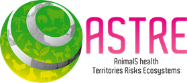 ASTRE
AnimalS health
Territories Risks Ecosystems